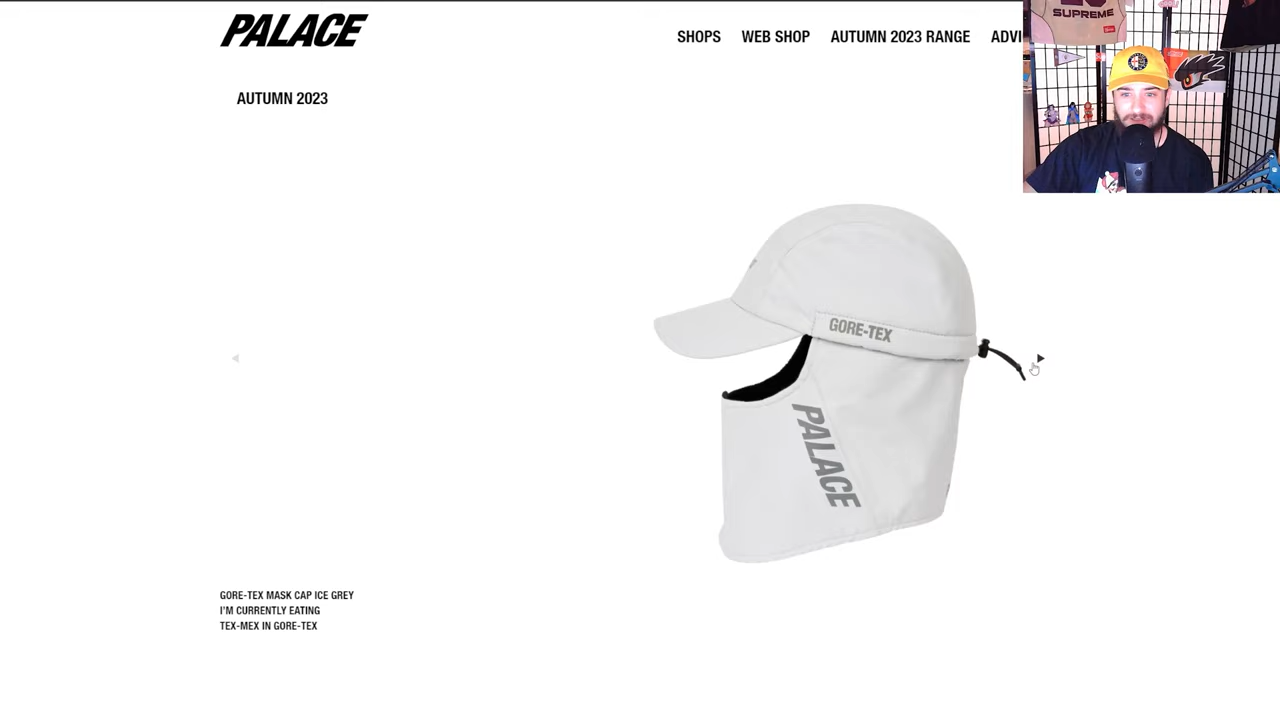 PALACE
SHOPS WEB SHOP AUTUMN 2023 RANGE ADVI
SUPREME
AUTUMN 2023
GORE-TEX
PALACE
GORE-TEX MASK CAP ICE GREY
I'M CURRENTLY EATING
TEX-MEX IN GORE-TEX